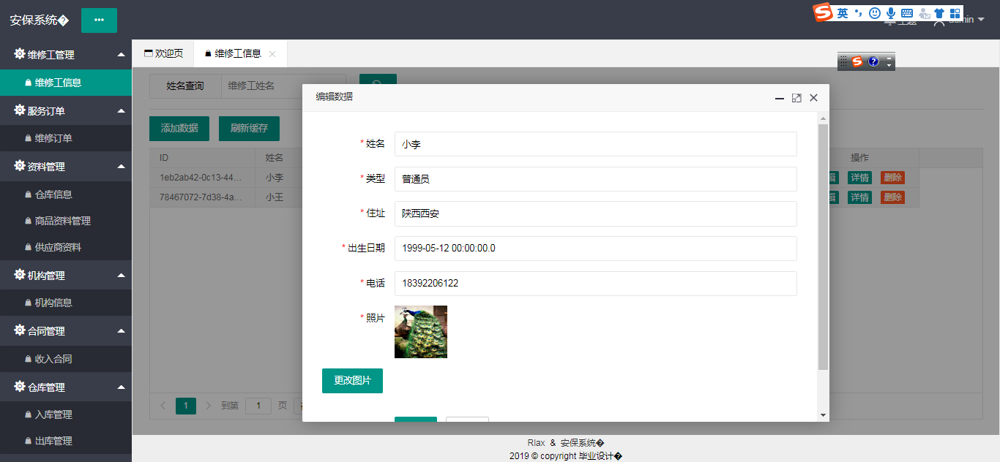 安保系统�
英
admin
维修工管理
维修工信息
服务订单
维修订单
资料管理
仓库信息
商品资料管理
供应商资料
机构管理
机构信息
合同管理
收入合同
仓库管理
入库管理
出库管理
欢迎页
维修工信息
姓名查询
维修工姓名
添加数据
刷新缓存
ID
姓名
操作
1eb2ab42-0c13-44...
小李
辑
详情
删除
78467072-7d38-4a...
小王
辑
详情
删除
1
到第
1
页
编辑数据
*姓名
小李
*类型
普通员
*住址
陕西西安
*出生日期
1999-05-12 00:00:00.0
*电话
18392206122
*照片
更改图片
Rlax & 安保系统�
2019 © copyright 毕业设计�